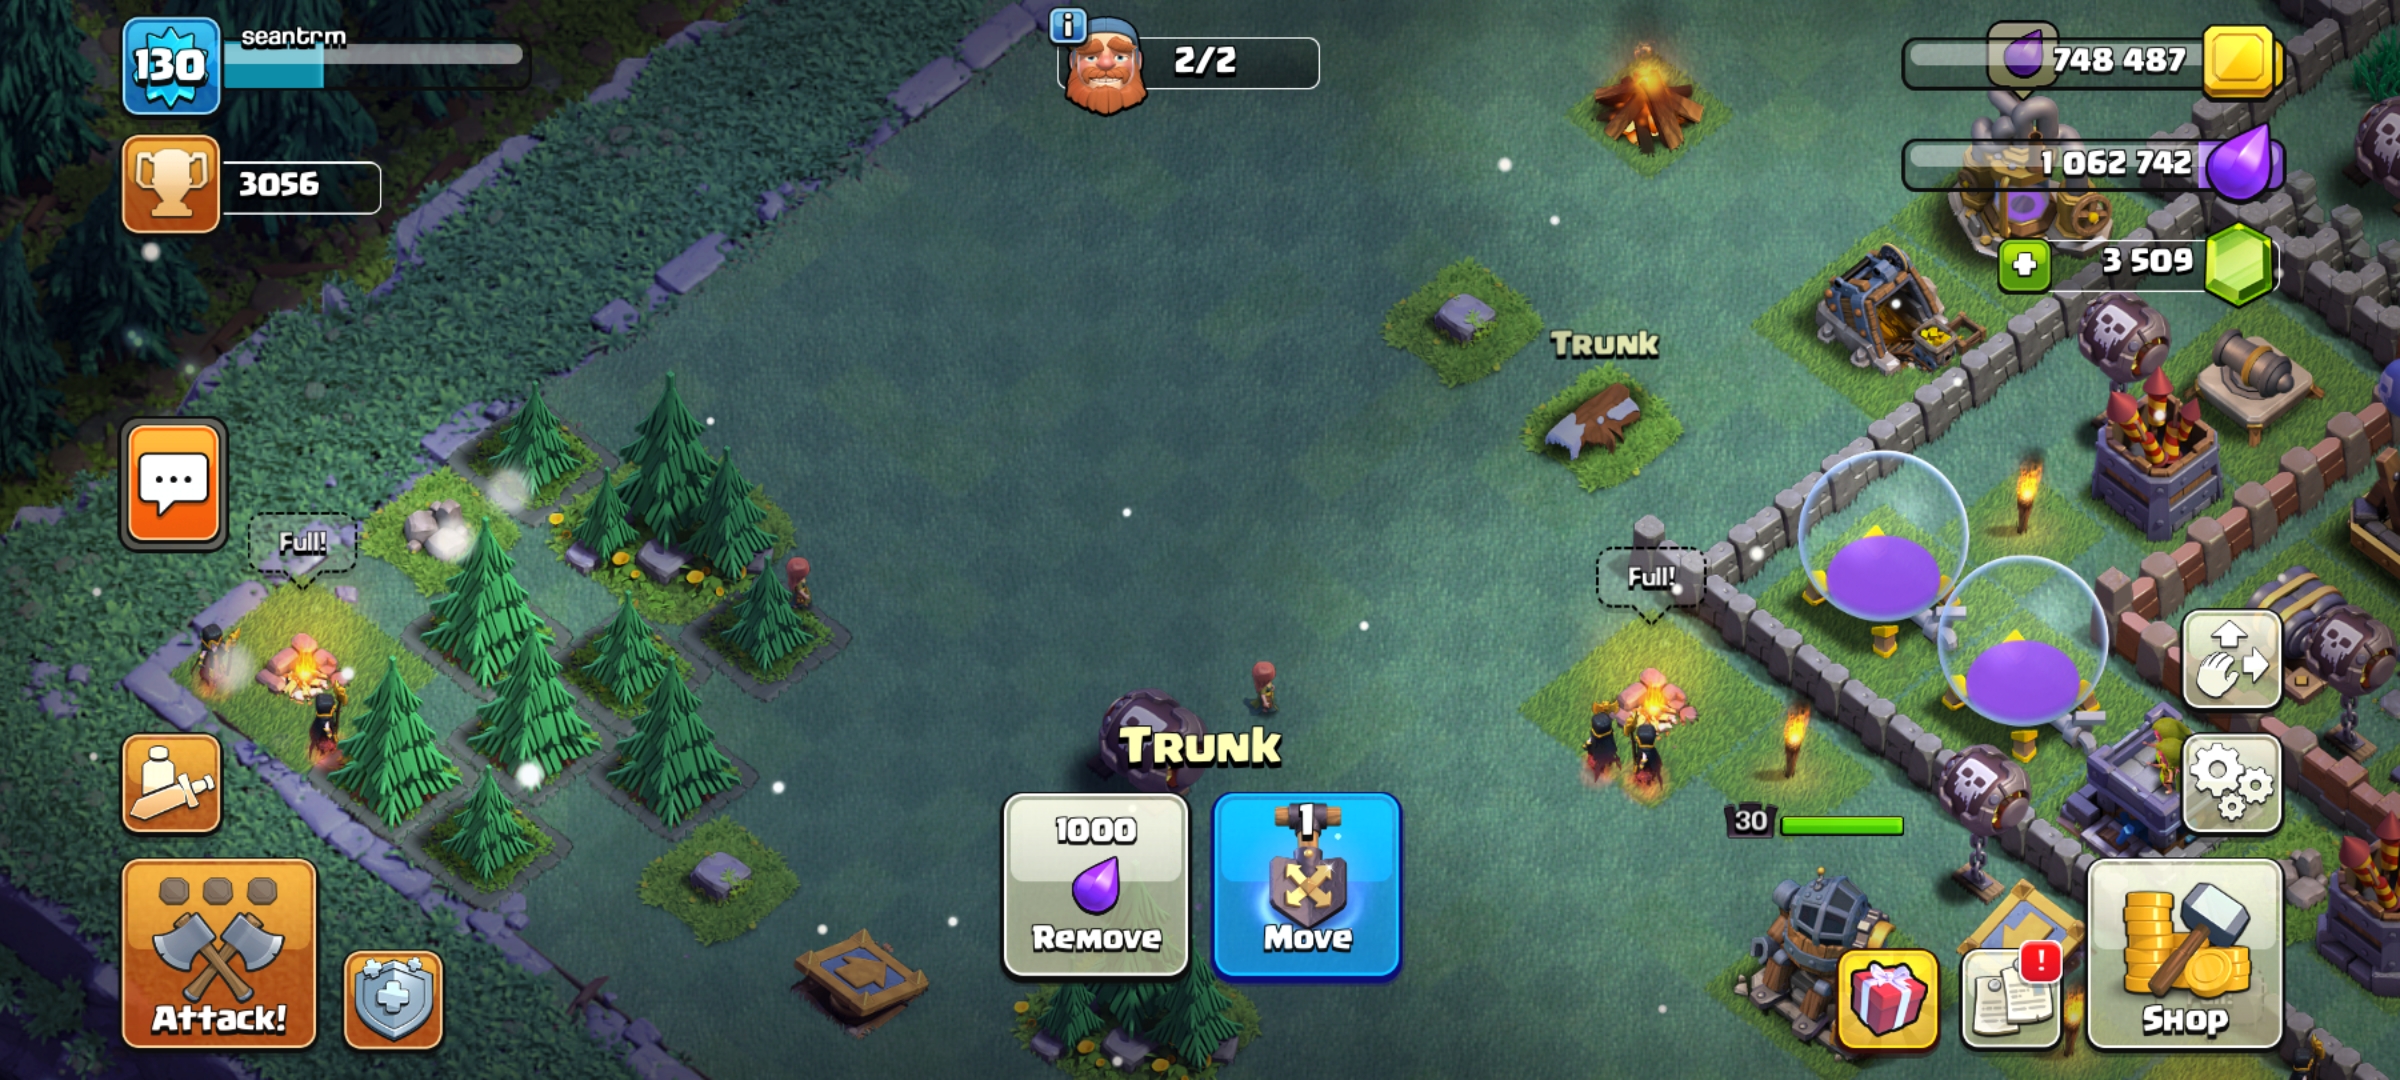 130
seantrm
i
2/2
748 487
3056
1 062 742
+
3 509
TRUNK
Full!
Full!
TRUNK
1000
Remove
1
Move
30
Attack!
!
Shop